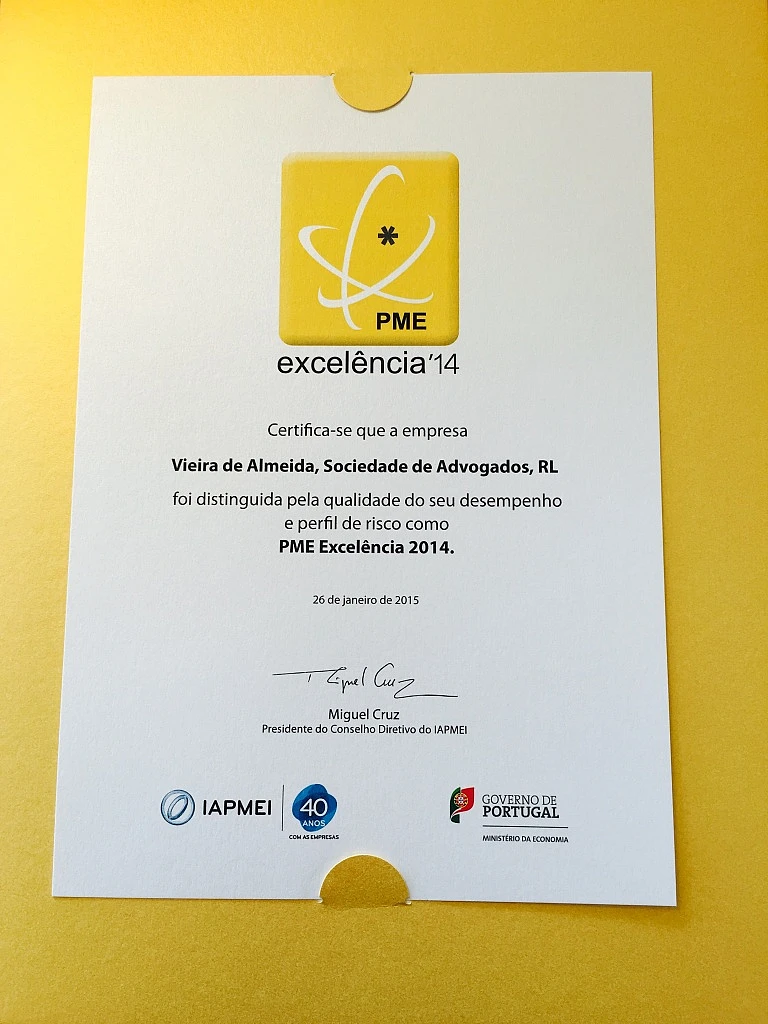 *
PME
excelência'14
Certifica-se que a empresa
Vieira de Almeida, Sociedade de Advogados, RL
foi distinguida pela qualidade do seu desempenho
e perfil de risco como
PME Excelência 2014.
26 de janeiro de 2015
Miguel Cruz
Miguel Cruz
Presidente do Conselho Diretivo do IAPMEI
IAPMEI
40
ANOS
COM AS EMPRESAS
GOVERNO DE
PORTUGAL
MINISTÉRIO DA ECONOMIA